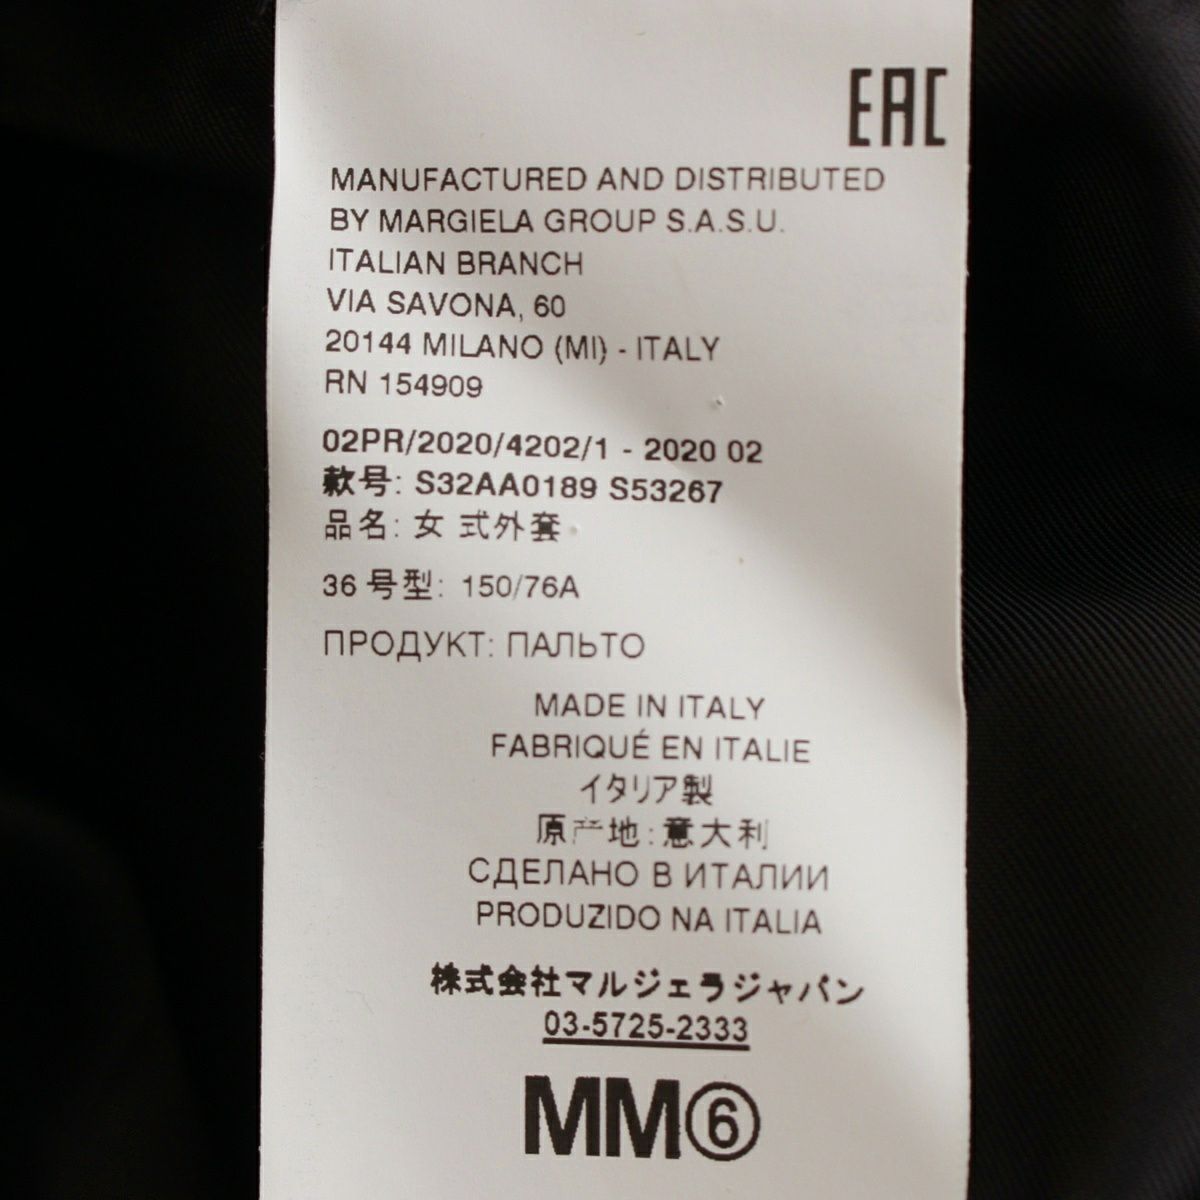 EAC
MANUFACTURED AND DISTRIBUTED
BY MARGIELA GROUP S.A.S.U.
ITALIAN BRANCH
VIA SAVONA, 60
20144 MILANO (MI) - ITALY
RN 154909
02PR/2020/4202/1 - 2020 02
款号: S32AA0189 S53267
品名: 女 式外套
36 号型: 150/76A
ПРОДУКТ: ПАЛЬТО
MADE IN ITALY
FABRIQUÉ EN ITALIE
イタリア製
原产地:意大利
СДЕЛАНО В ИТАЛИИ
PRODUZIDO NA ITALIA
株式会社マルジェラジャパン
03-5725-2333
MM⑥